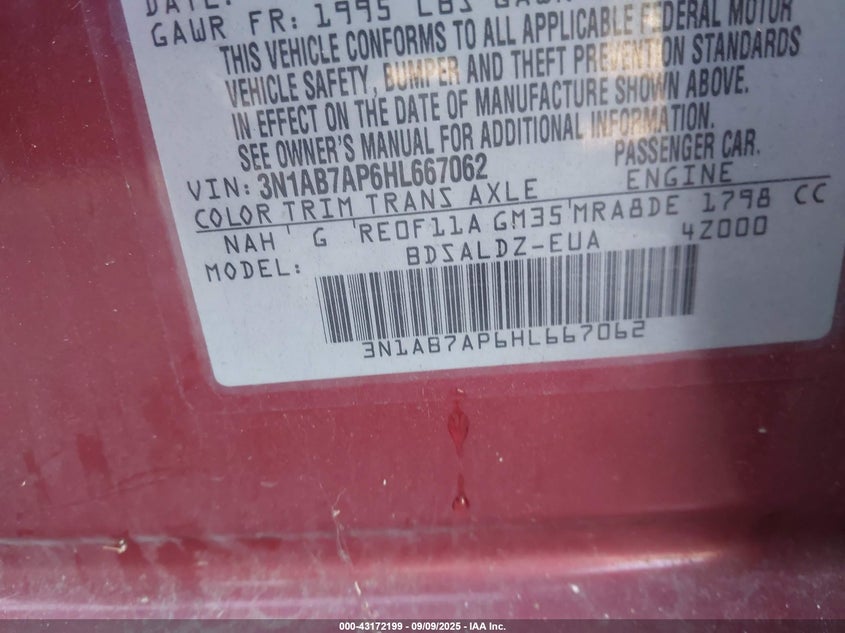 DATE:
GAWR FR: 1995 LBS GAWR
THIS VEHICLE CONFORMS TO ALL APPLICABLE FEDERAL MOTOR
VEHICLE SAFETY, BUMPER AND THEFT PREVENTION STANDARDS
IN EFFECT ON THE DATE OF MANUFACTURE SHOWN ABOVE.
SEE OWNER'S MANUAL FOR ADDITIONAL INFORMATION.
VIN: 3N1AB7AP6HL667062 PASSENGER CAR.
COLOR TRIM TRANS AXLE ENGINE
NAH G RE0F11A GM35 MRA8DE 1798 CC
MODEL: BDSALDZ-EUA 4Z000
3N1AB7AP6HL667062
000-43172199 - 09/09/2025 - IAA Inc.